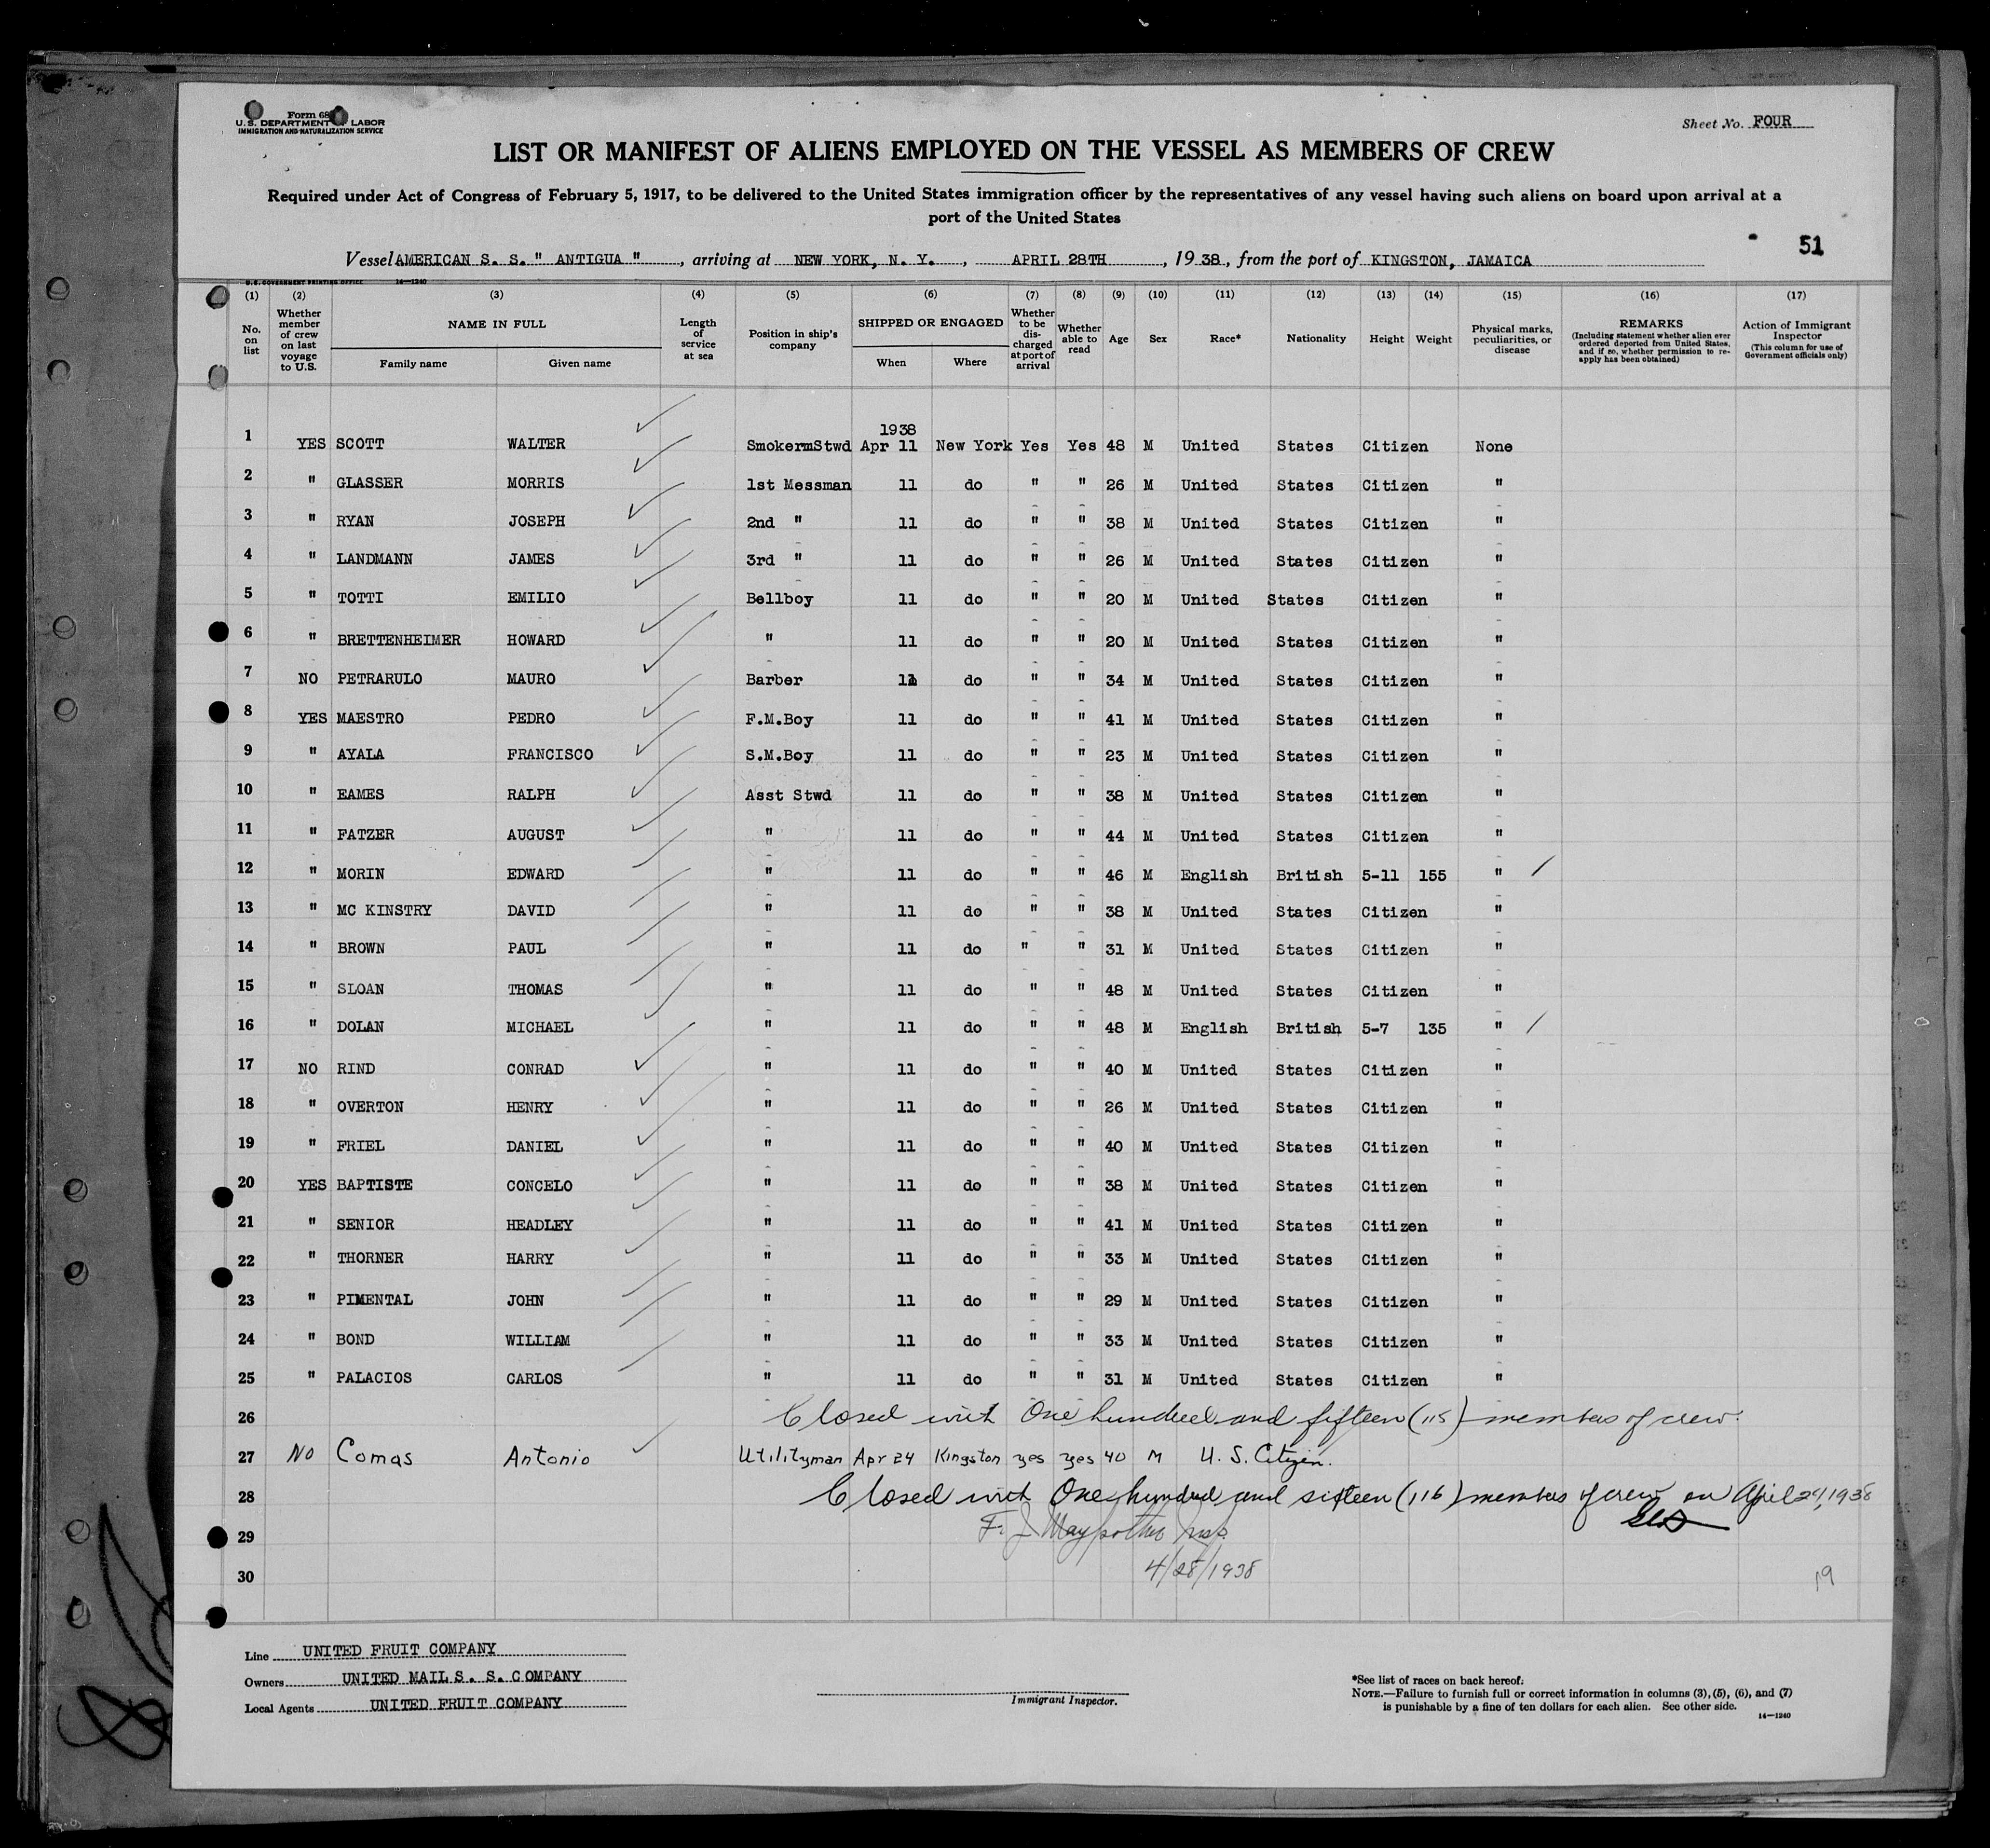 Form 68
U.S. DEPARTMENT OF LABOR
IMMIGRATION AND NATURALIZATION SERVICE
Sheet No. FOUR
LIST OR MANIFEST OF ALIENS EMPLOYED ON THE VESSEL AS MEMBERS OF CREW
Required under Act of Congress of February 5, 1917, to be delivered to the United States immigration officer by the representatives of any vessel having such aliens on board upon arrival at a
port of the United States
51
Vessel AMERICAN S. S. " ANTIGUA ", arriving at NEW YORK, N. Y., APRIL 28TH, 1938, from the port of KINGSTON, JAMAICA
U.S. GOVERNMENT PRINTING OFFICE 14—1240
(1) (2) (3) (4) (5) (6) (7) (8) (9) (10) (11) (12) (13) (14) (15) (16) (17)
No. on list
Whether member of crew on last voyage to U.S.
NAME IN FULL
Family name Given name
Length of service at sea
Position in ship's company
SHIPPED OR ENGAGED
When Where
Whether to be discharged at port of arrival
Whether able to read
Age Sex Race* Nationality Height Weight
Physical marks, peculiarities, or disease
REMARKS
(Including statement whether alien ever ordered deported from United States, and if so, whether permission to reapply has been obtained)
Action of Immigrant Inspector
(This column for use of Government officials only)
1938
1 YES SCOTT WALTER SmokermStwd Apr 11 New York Yes Yes 48 M United States Citizen None
2 " GLASSER MORRIS 1st Messman 11 do " " 26 M United States Citizen "
3 " RYAN JOSEPH 2nd " 11 do " " 38 M United States Citizen "
4 " LANDMANN JAMES 3rd " 11 do " " 26 M United States Citizen "
5 " TOTTI EMILIO Bellboy 11 do " " 20 M United States Citizen "
6 " BRETTENHEIMER HOWARD " 11 do " " 20 M United States Citizen "
7 NO PETRARULO MAURO Barber 11 do " " 34 M United States Citizen "
8 YES MAESTRO PEDRO F.M.Boy 11 do " " 41 M United States Citizen "
9 " AYALA FRANCISCO S.M.Boy 11 do " " 23 M United States Citizen "
10 " EAMES RALPH Asst Stwd 11 do " " 38 M United States Citizen "
11 " FATZER AUGUST " 11 do " " 44 M United States Citizen "
12 " MORIN EDWARD " 11 do " " 46 M English British 5-11 155 "
13 " MC KINSTRY DAVID " 11 do " " 38 M United States Citizen "
14 " BROWN PAUL " 11 do " " 31 M United States Citizen "
15 " SLOAN THOMAS " 11 do " " 48 M United States Citizen "
16 " DOLAN MICHAEL " 11 do " " 48 M English British 5-7 135 "
17 NO RIND CONRAD " 11 do " " 40 M United States Citizen "
18 " OVERTON HENRY " 11 do " " 26 M United States Citizen "
19 " FRIEL DANIEL " 11 do " " 40 M United States Citizen "
20 YES BAPTISTE CONCELO " 11 do " " 38 M United States Citizen "
21 " SENIOR HEADLEY " 11 do " " 41 M United States Citizen "
22 " THORNER HARRY " 11 do " " 33 M United States Citizen "
23 " PIMENTAL JOHN " 11 do " " 29 M United States Citizen "
24 " BOND WILLIAM " 11 do " " 33 M United States Citizen "
25 " PALACIOS CARLOS " 11 do " " 31 M United States Citizen "
26 Closed with One hundred and fifteen (115) members of crew.
27 NO Comas Antonio Utilityman Apr 24 Kingston yes yes 40 M U. S. Citizen.
28 Closed with One hundred and sixteen (116) members of crew on April 24, 1938
29 F. J.
30 4/28/1938
19
Line UNITED FRUIT COMPANY
Owners UNITED MAIL S. S. COMPANY
Local Agents UNITED FRUIT COMPANY
Immigrant Inspector.
*See list of races on back hereof.
NOTE.—Failure to furnish full or correct information in columns (3), (5), (6), and (7)
is punishable by a fine of ten dollars for each alien. See other side.
14—1240